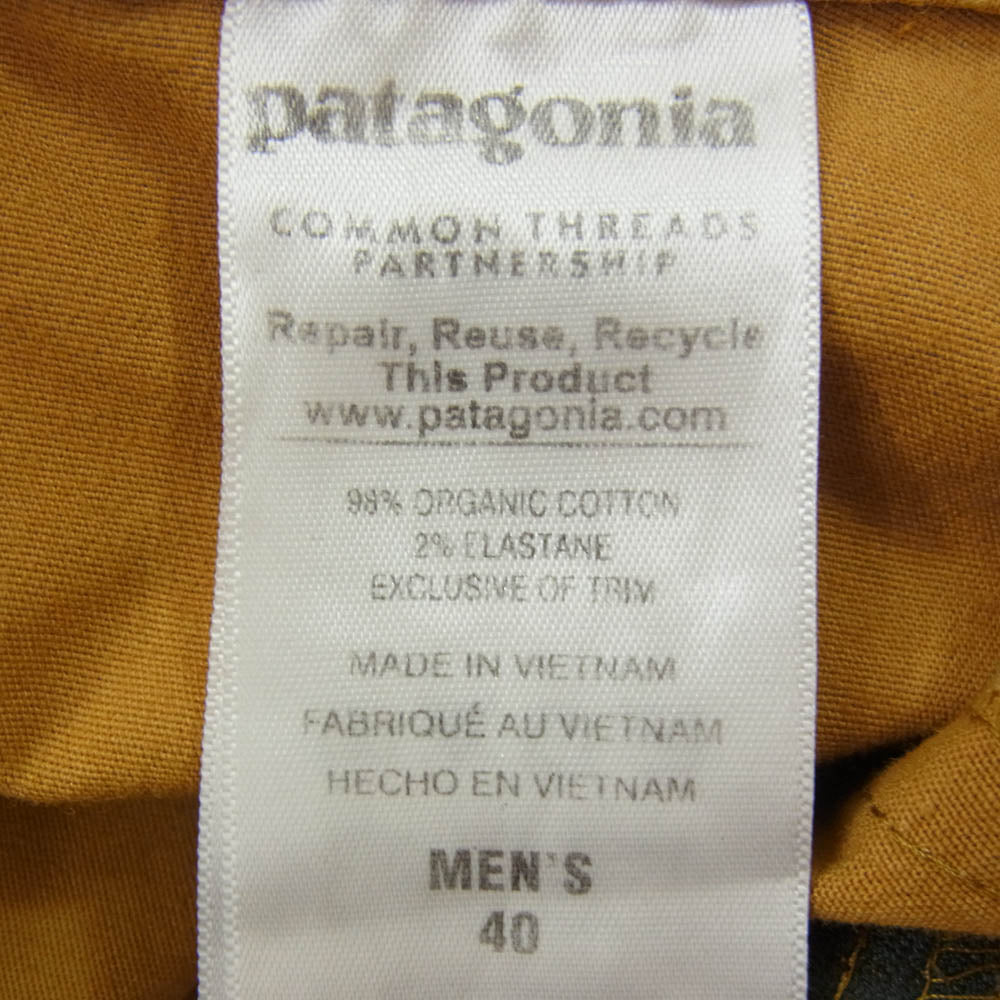 patagonia
COMMON THREADS
PARTNERSHIP
Repair, Reuse, Recycle
This Product
www.patagonia.com
98% ORGANIC COTTON
2% ELASTANE
EXCLUSIVE OF TRIM
MADE IN VIETNAM
FABRIQUÉ AU VIETNAM
HECHO EN VIETNAM
MEN'S
40